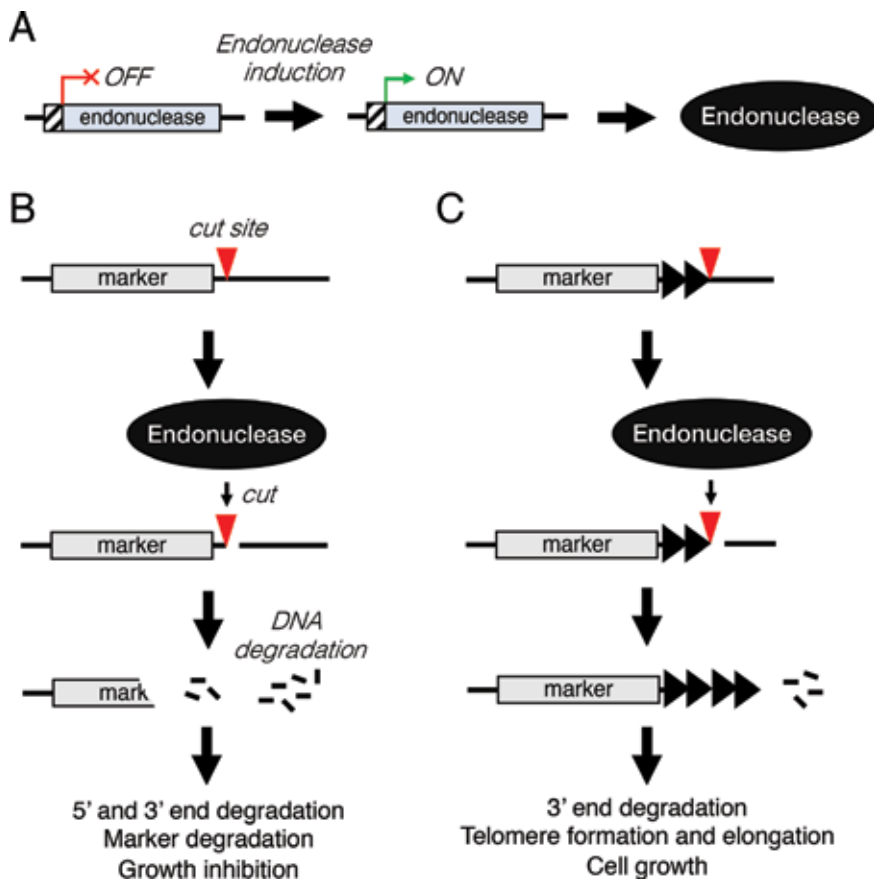 A
Endonuclease
induction
OFF
ON
endonuclease
endonuclease
Endonuclease
B
cut site
marker
Endonuclease
cut
marker
DNA
degradation
mark
5’ and 3’ end degradation
Marker degradation
Growth inhibition
C
marker
Endonuclease
marker
marker
3’ end degradation
Telomere formation and elongation
Cell growth